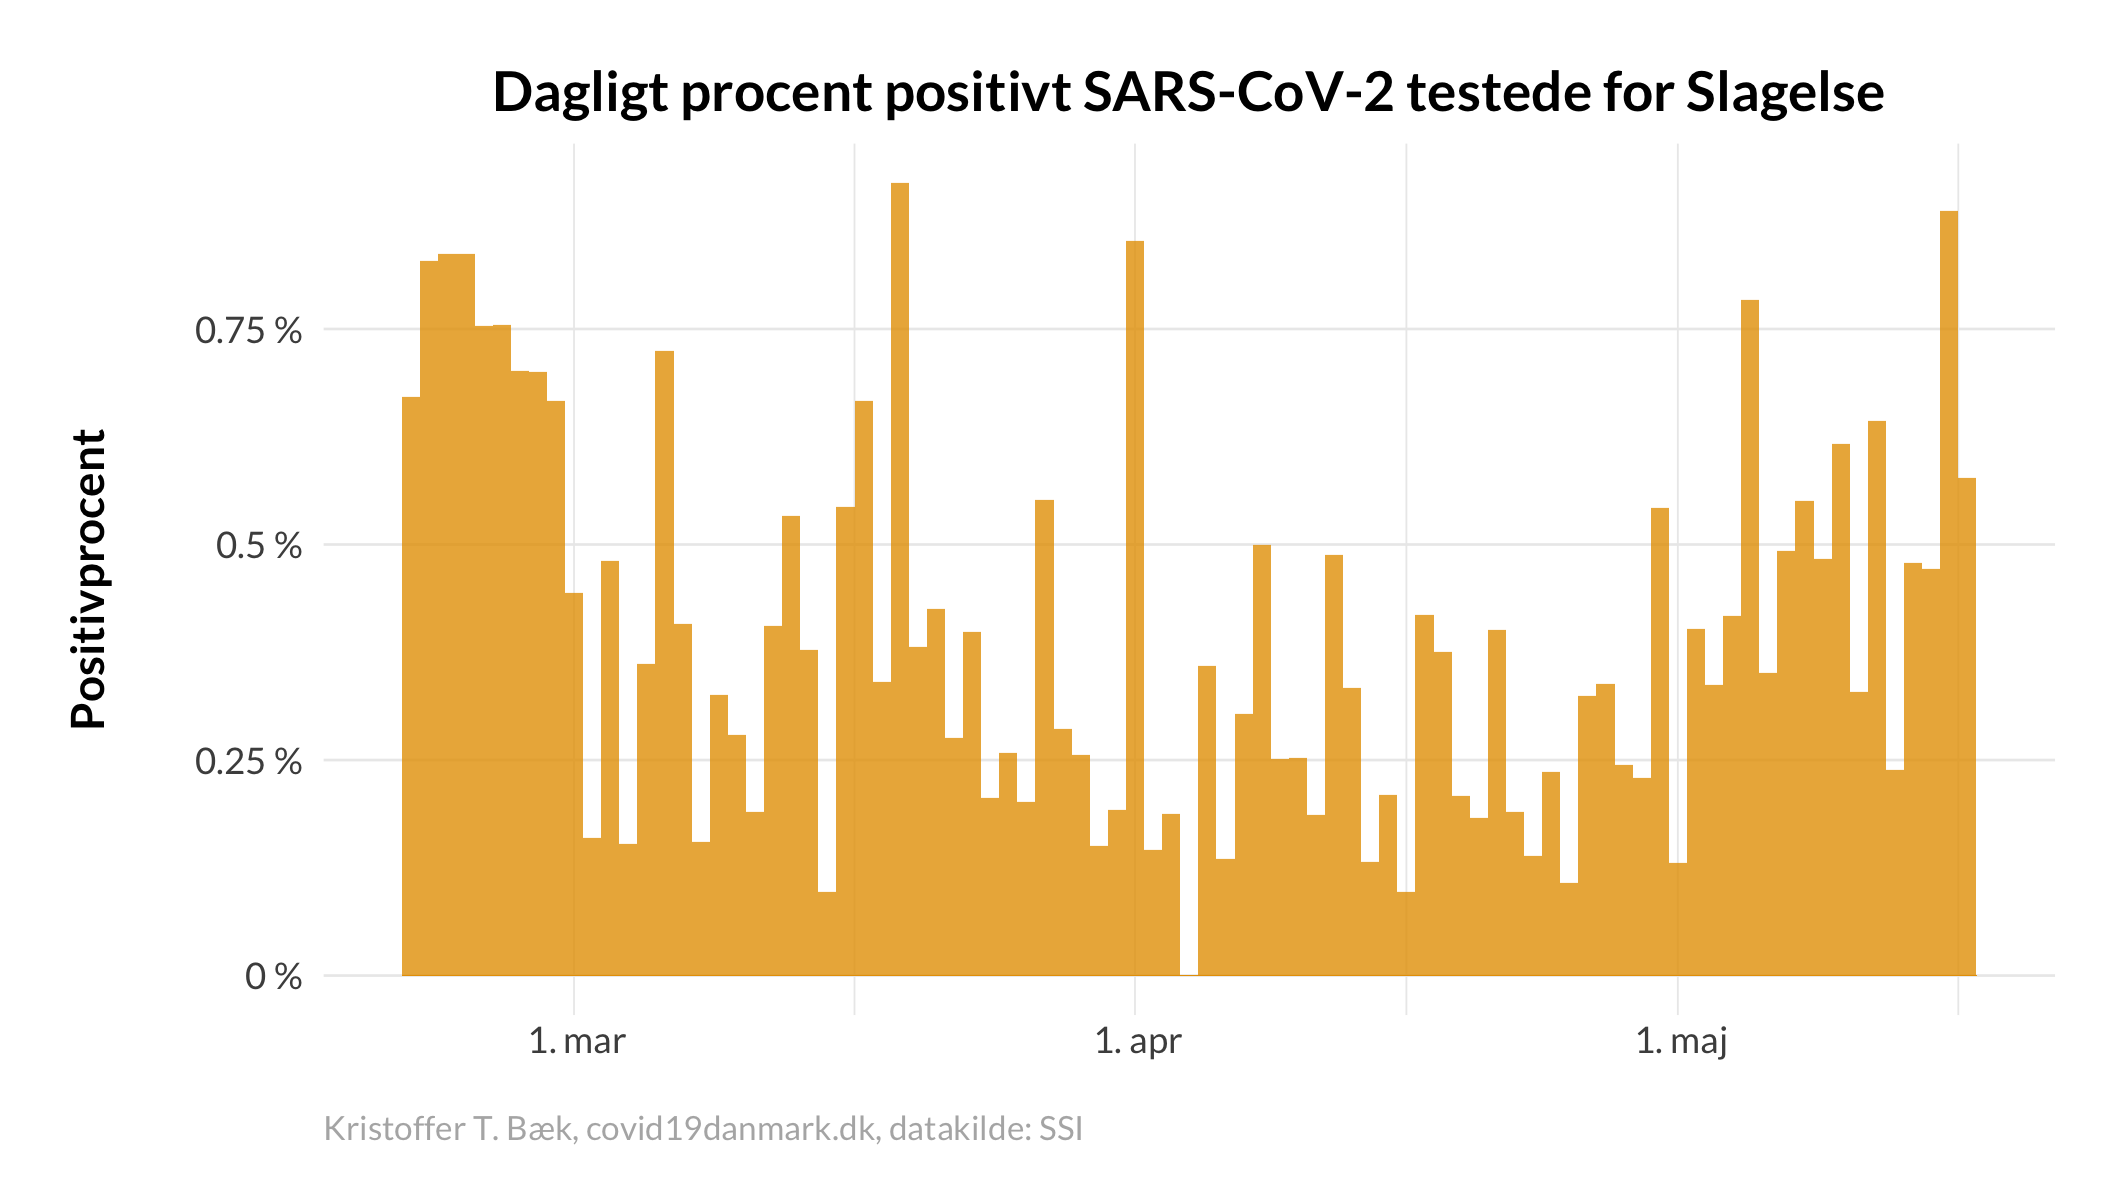 Dagligt procent positivt SARS-CoV-2 testede for Slagelse
Positivprocent
0.75 %
0.5 %
0.25 %
0 %
1. mar
1. apr
1. maj
Kristoffer T. Bæk, covid19danmark.dk, datakilde: SSI